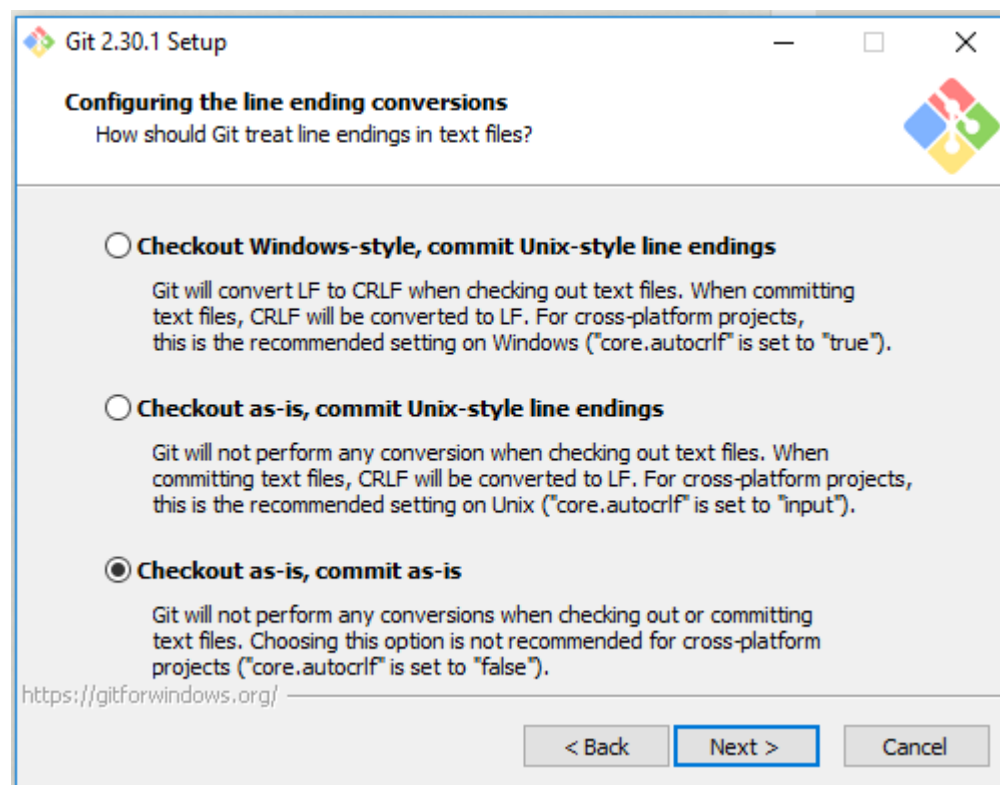 Git 2.30.1 Setup
Configuring the line ending conversions
How should Git treat line endings in text files?
Checkout Windows-style, commit Unix-style line endings
Git will convert LF to CRLF when checking out text files. When committing
text files, CRLF will be converted to LF. For cross-platform projects,
this is the recommended setting on Windows ("core.autocrlf" is set to "true").
Checkout as-is, commit Unix-style line endings
Git will not perform any conversion when checking out text files. When
committing text files, CRLF will be converted to LF. For cross-platform projects,
this is the recommended setting on Unix ("core.autocrlf" is set to "input").
Checkout as-is, commit as-is
Git will not perform any conversions when checking out or committing
text files. Choosing this option is not recommended for cross-platform
projects ("core.autocrlf" is set to "false").
https://gitforwindows.org/
< Back Next > Cancel